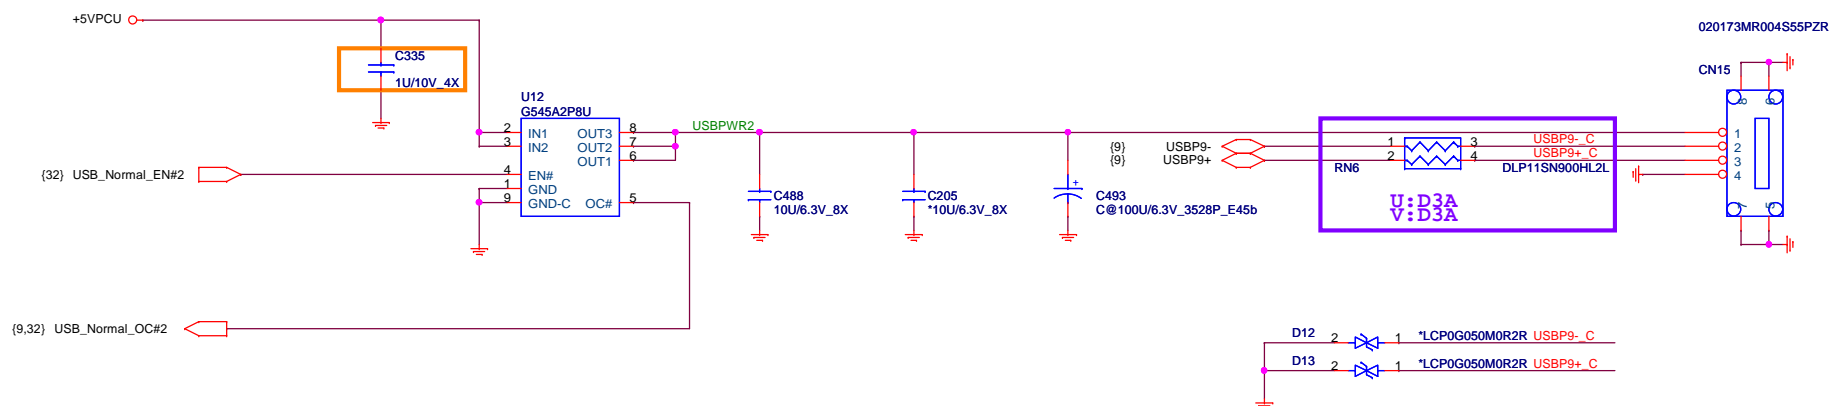 +5VPCU
020173MR004S55PZR
C335
1U/10V_4X
CN15
U12
G545A2P8U
8 6
2 IN1 OUT3 8 USBPWR2
3 IN2 OUT2 7
OUT1 6
1
2
3
4
{9} USBP9- 1 3 USBP9-_C
{9} USBP9+ 2 4 USBP9+_C
RN6 DLP11SN900HL2L
{32} USB_Normal_EN#2 4 EN#
1 GND
9 GND-C OC# 5
C488
10U/6.3V_8X
C205
*10U/6.3V_8X
C493
C@100U/6.3V_3528P_E45b
+
U:D3A
V:D3A
7 5
{9,32} USB_Normal_OC#2
D12 2 1 *LCP0G050M0R2R USBP9-_C
D13 2 1 *LCP0G050M0R2R USBP9+_C